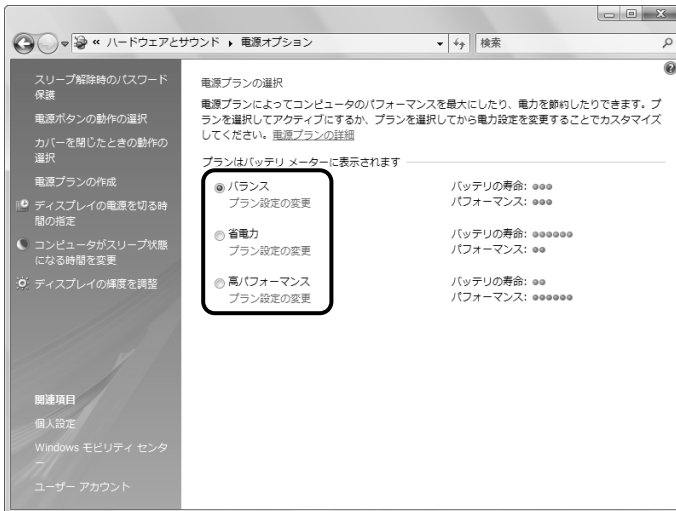 « ハードウェアとサウンド ▸ 電源オプション
検索
スリープ解除時のパスワード
保護
電源ボタンの動作の選択
カバーを閉じたときの動作の
選択
電源プランの作成
ディスプレイの電源を切る時
間の指定
コンピュータがスリープ状態
になる時間を変更
ディスプレイの輝度を調整
関連項目
個人設定
Windows モビリティ センタ
ー
ユーザー アカウント
電源プランの選択
電源プランによってコンピュータのパフォーマンスを最大にしたり、電力を節約したりできます。プ
ランを選択してアクティブにするか、プランを選択してから電力設定を変更することでカスタマイズ
してください。電源プランの詳細
プランはバッテリ メーターに表示されます
バランス
プラン設定の変更
バッテリの寿命:
パフォーマンス:
省電力
プラン設定の変更
バッテリの寿命:
パフォーマンス:
高パフォーマンス
プラン設定の変更
バッテリの寿命:
パフォーマンス: